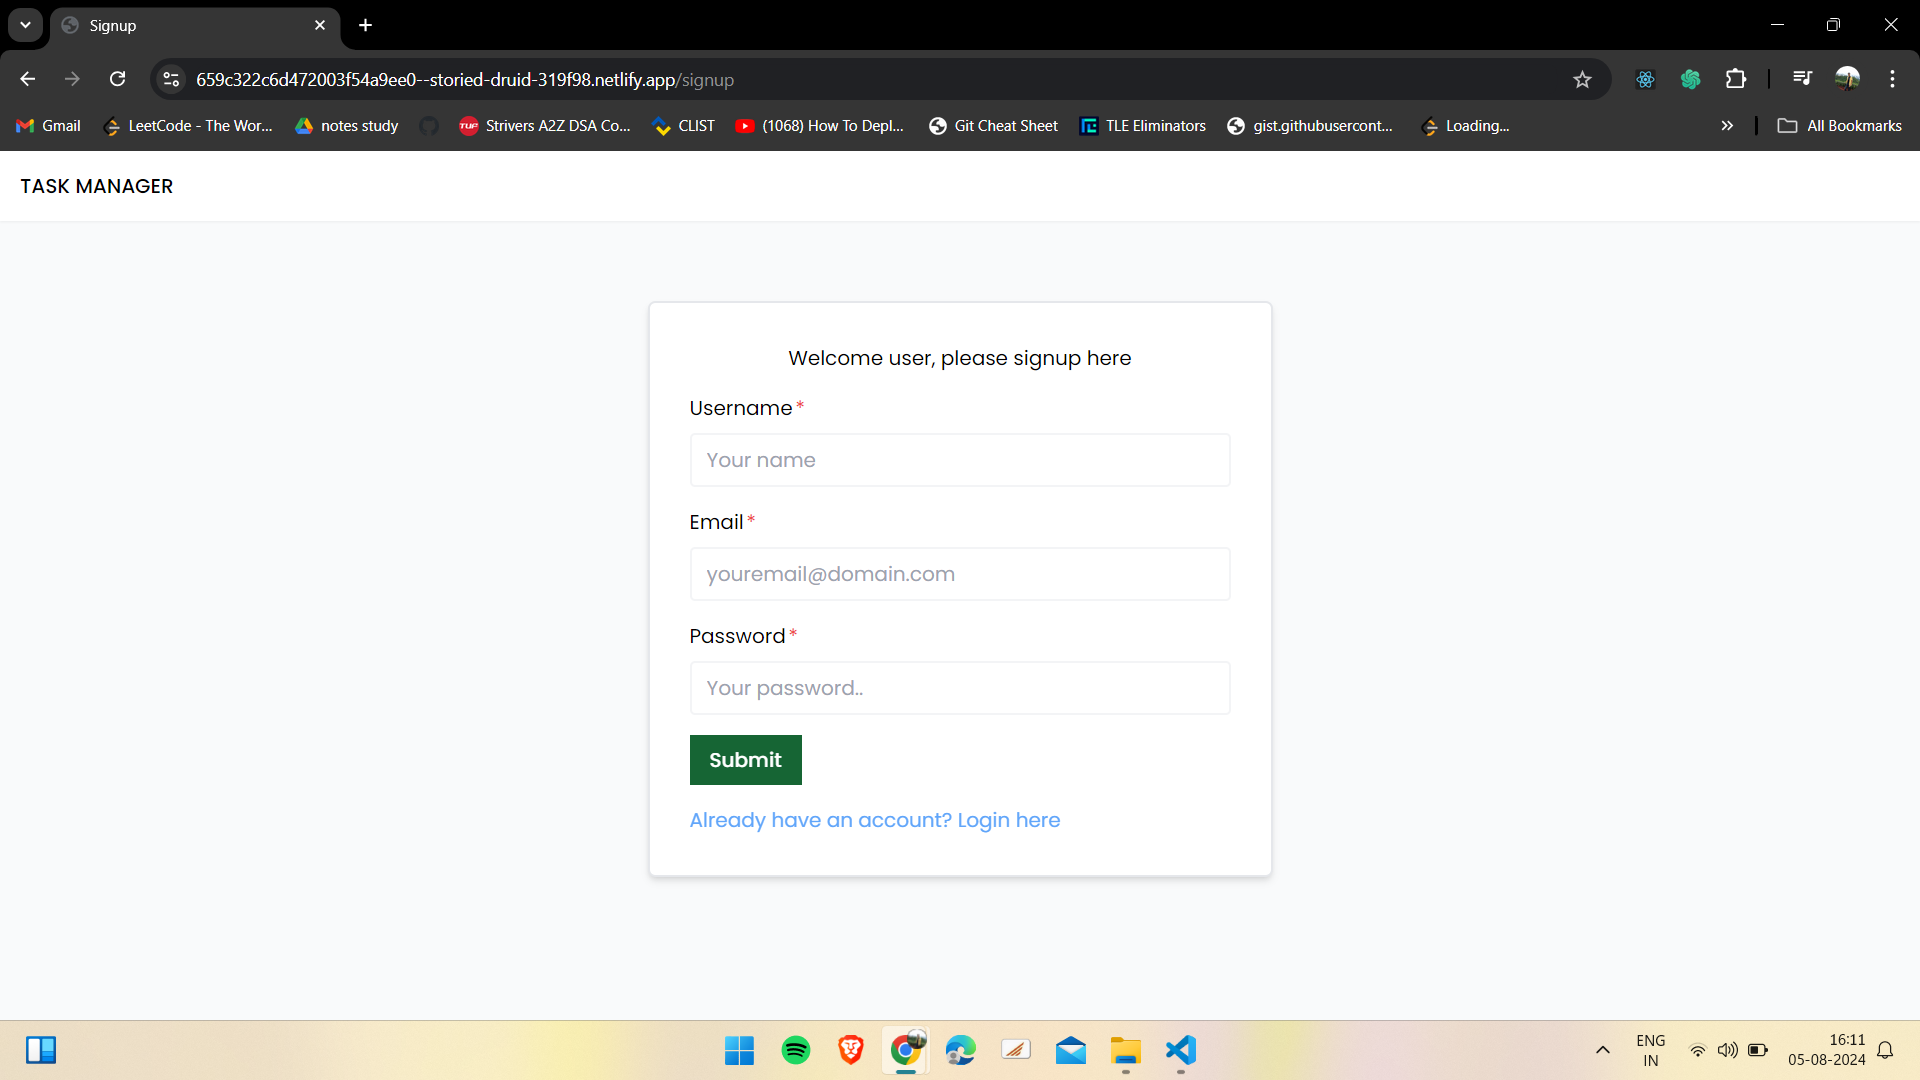 Signup
659c322c6d472003f54a9ee0--storied-druid-319f98.netlify.app/signup
Gmail
LeetCode - The Wor...
notes study
TUF
Strivers A2Z DSA Co...
CLIST
(1068) How To Depl...
Git Cheat Sheet
TLE Eliminators
gist.githubusercont...
Loading...
All Bookmarks
TASK MANAGER
Welcome user, please signup here
Username*
Your name
Email*
youremail@domain.com
Password*
Your password..
Submit
Already have an account? Login here
ENG
IN
16:11
05-08-2024